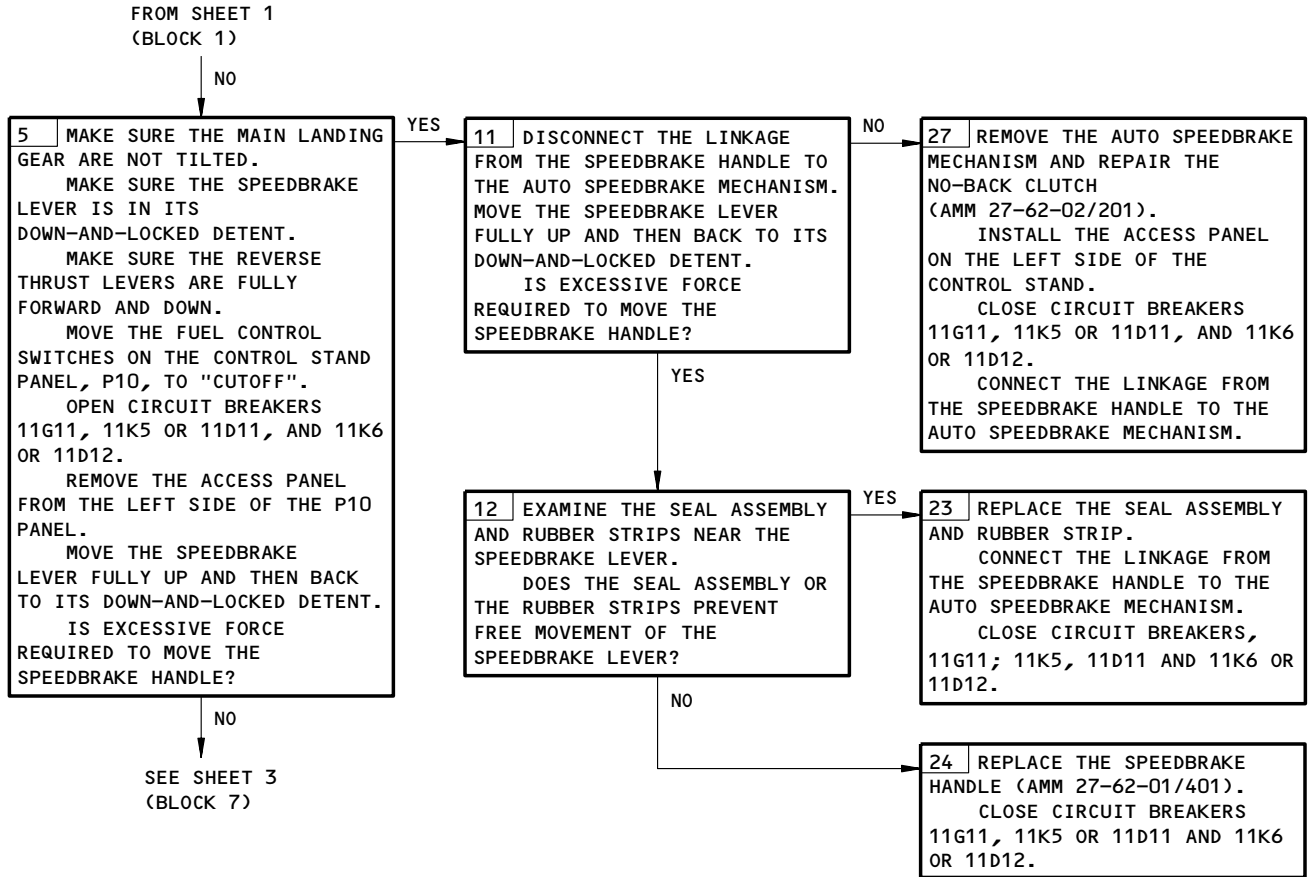 FROM SHEET 1
(BLOCK 1)
NO
5 MAKE SURE THE MAIN LANDING
GEAR ARE NOT TILTED.
MAKE SURE THE SPEEDBRAKE
LEVER IS IN ITS
DOWN-AND-LOCKED DETENT.
MAKE SURE THE REVERSE
THRUST LEVERS ARE FULLY
FORWARD AND DOWN.
MOVE THE FUEL CONTROL
SWITCHES ON THE CONTROL STAND
PANEL, P10, TO "CUTOFF".
OPEN CIRCUIT BREAKERS
11G11, 11K5 OR 11D11, AND 11K6
OR 11D12.
REMOVE THE ACCESS PANEL
FROM THE LEFT SIDE OF THE P10
PANEL.
MOVE THE SPEEDBRAKE
LEVER FULLY UP AND THEN BACK
TO ITS DOWN-AND-LOCKED DETENT.
IS EXCESSIVE FORCE
REQUIRED TO MOVE THE
SPEEDBRAKE HANDLE?
NO
SEE SHEET 3
(BLOCK 7)
YES
11 DISCONNECT THE LINKAGE
FROM THE SPEEDBRAKE HANDLE TO
THE AUTO SPEEDBRAKE MECHANISM.
MOVE THE SPEEDBRAKE LEVER
FULLY UP AND THEN BACK TO ITS
DOWN-AND-LOCKED DETENT.
IS EXCESSIVE FORCE
REQUIRED TO MOVE THE
SPEEDBRAKE HANDLE?
NO
27 REMOVE THE AUTO SPEEDBRAKE
MECHANISM AND REPAIR THE
NO-BACK CLUTCH
(AMM 27-62-02/201).
INSTALL THE ACCESS PANEL
ON THE LEFT SIDE OF THE
CONTROL STAND.
CLOSE CIRCUIT BREAKERS
11G11, 11K5 OR 11D11, AND 11K6
OR 11D12.
CONNECT THE LINKAGE FROM
THE SPEEDBRAKE HANDLE TO THE
AUTO SPEEDBRAKE MECHANISM.
YES
12 EXAMINE THE SEAL ASSEMBLY
AND RUBBER STRIPS NEAR THE
SPEEDBRAKE LEVER.
DOES THE SEAL ASSEMBLY OR
THE RUBBER STRIPS PREVENT
FREE MOVEMENT OF THE
SPEEDBRAKE LEVER?
YES
23 REPLACE THE SEAL ASSEMBLY
AND RUBBER STRIP.
CONNECT THE LINKAGE FROM
THE SPEEDBRAKE HANDLE TO THE
AUTO SPEEDBRAKE MECHANISM.
CLOSE CIRCUIT BREAKERS,
11G11; 11K5, 11D11 AND 11K6 OR
11D12.
NO
24 REPLACE THE SPEEDBRAKE
HANDLE (AMM 27-62-01/401).
CLOSE CIRCUIT BREAKERS
11G11, 11K5 OR 11D11 AND 11K6
OR 11D12.